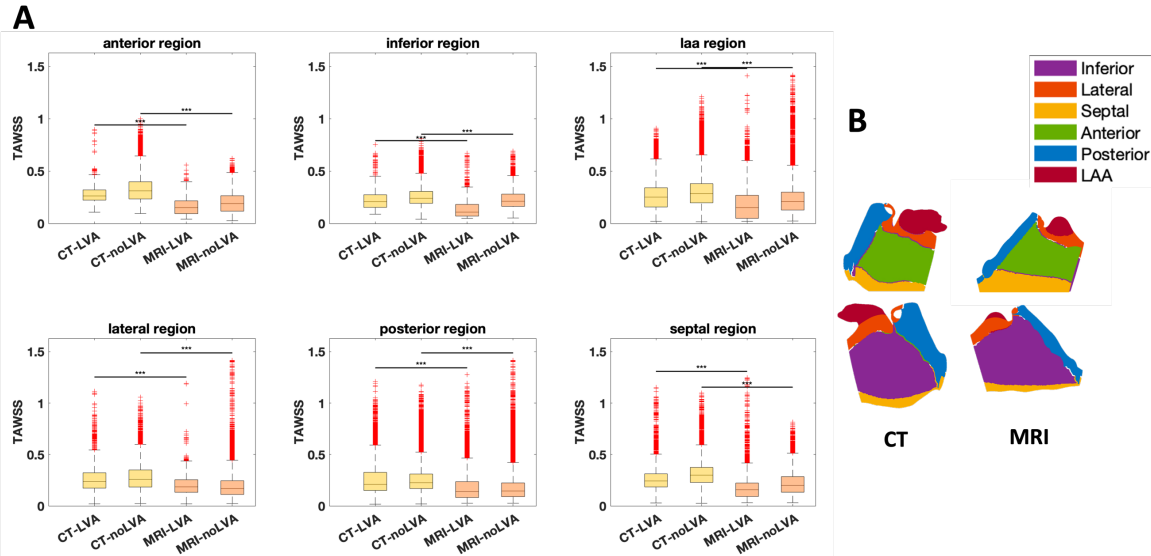 A
anterior region
inferior region
laa region
1.5
1
0.5
0
TAWSS
***
***
CT-LVA
CT-noLVA
MRI-LVA
MRI-noLVA
1.5
1
0.5
0
TAWSS
***
***
CT-LVA
CT-noLVA
MRI-LVA
MRI-noLVA
1.5
1
0.5
0
TAWSS
***
***
CT-LVA
CT-noLVA
MRI-LVA
MRI-noLVA
lateral region
posterior region
septal region
1.5
1
0.5
0
TAWSS
***
***
CT-LVA
CT-noLVA
MRI-LVA
MRI-noLVA
1.5
1
0.5
0
TAWSS
***
***
CT-LVA
CT-noLVA
MRI-LVA
MRI-noLVA
1.5
1
0.5
0
TAWSS
***
***
CT-LVA
CT-noLVA
MRI-LVA
MRI-noLVA
B
Inferior
Lateral
Septal
Anterior
Posterior
LAA
CT
MRI